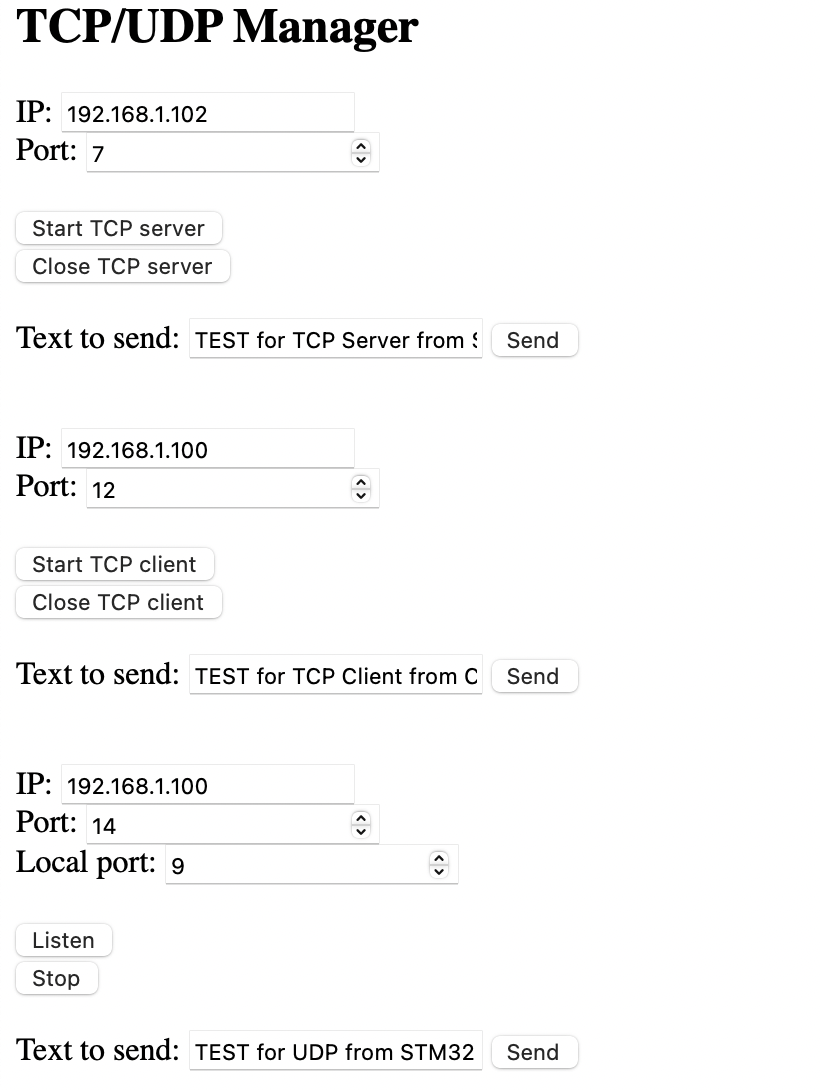 TCP/UDP Manager
IP: 192.168.1.102
Port: 7
Start TCP server
Close TCP server
Text to send: TEST for TCP Server from Send
IP: 192.168.1.100
Port: 12
Start TCP client
Close TCP client
Text to send: TEST for TCP Client from Send
IP: 192.168.1.100
Port: 14
Local port: 9
Listen
Stop
Text to send: TEST for UDP from STM32 Send